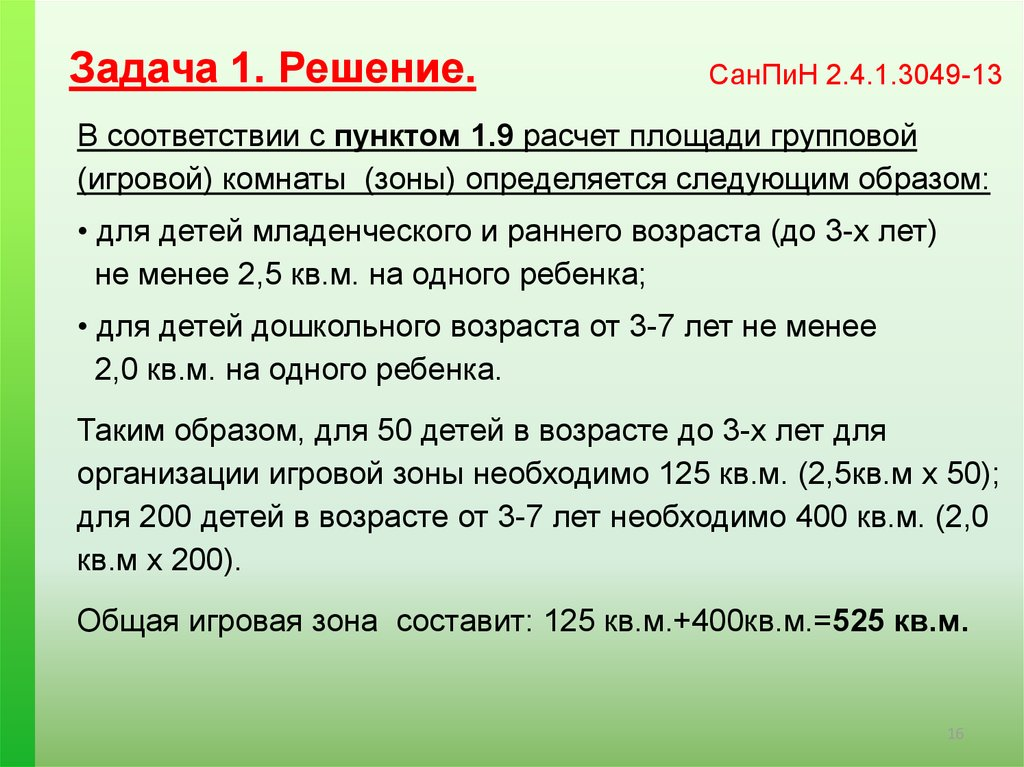 Задача 1. Решение.
СанПиН 2.4.1.3049-13
В соответствии с пунктом 1.9 расчет площади групповой
(игровой) комнаты (зоны) определяется следующим образом:
• для детей младенческого и раннего возраста (до 3-х лет)
не менее 2,5 кв.м. на одного ребенка;
• для детей дошкольного возраста от 3-7 лет не менее
2,0 кв.м. на одного ребенка.
Таким образом, для 50 детей в возрасте до 3-х лет для
организации игровой зоны необходимо 125 кв.м. (2,5кв.м х 50);
для 200 детей в возрасте от 3-7 лет необходимо 400 кв.м. (2,0
кв.м х 200).
Общая игровая зона составит: 125 кв.м.+400кв.м.=525 кв.м.
16